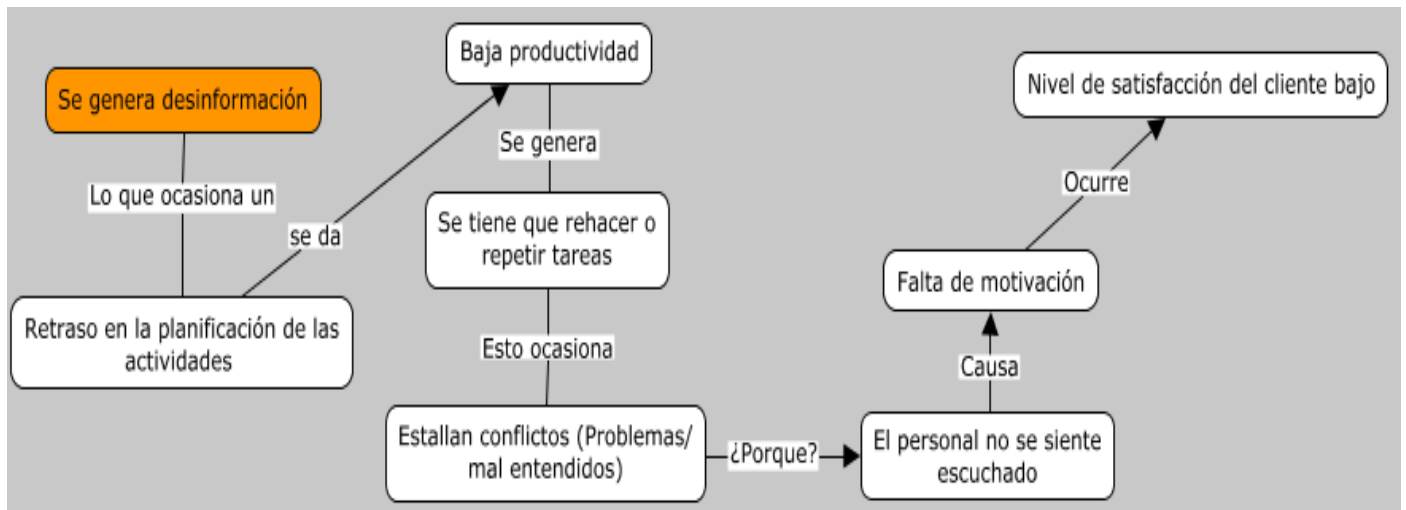 Se genera desinformación
Lo que ocasiona un
Retraso en la planificación de las
actividades
se da
Baja productividad
Se genera
Se tiene que rehacer o
repetir tareas
Esto ocasiona
Estallan conflictos (Problemas/
mal entendidos)
¿Porque?
El personal no se siente
escuchado
Causa
Falta de motivación
Ocurre
Nivel de satisfacción del cliente bajo